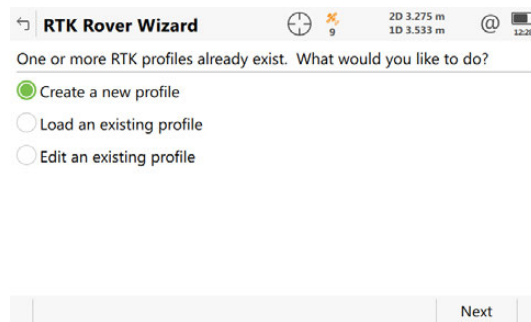 RTK Rover Wizard
9
2D 3.275 m
1D 3.533 m
@
One or more RTK profiles already exist. What would you like to do?
Create a new profile
Load an existing profile
Edit an existing profile
Next